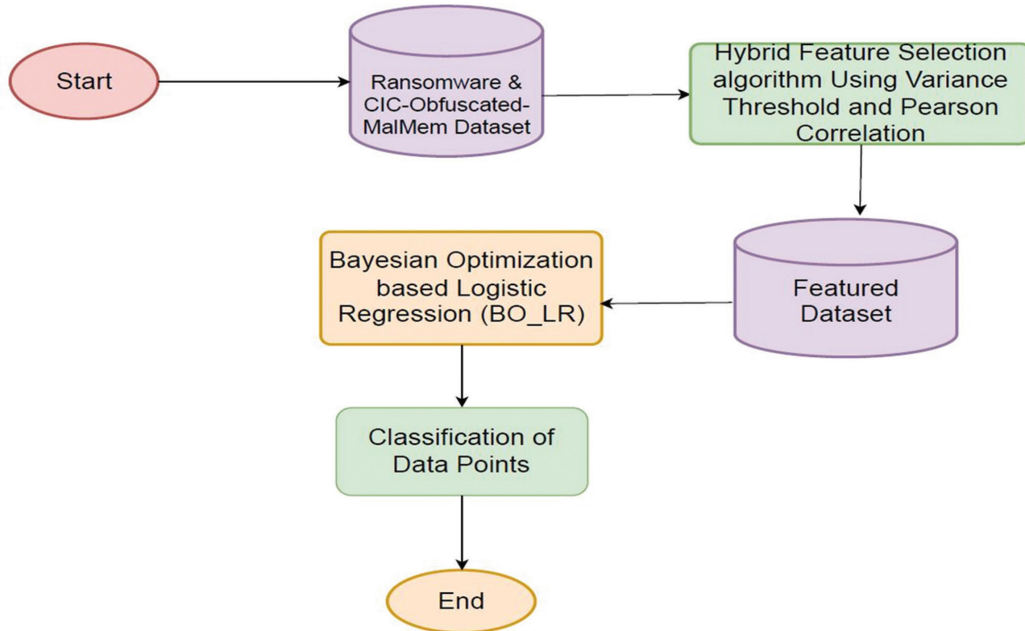 Start
Ransomware &
CIC-Obfuscated-
MalMem Dataset
Hybrid Feature Selection
algorithm Using Variance
Threshold and Pearson
Correlation
Featured
Dataset
Bayesian Optimization
based Logistic
Regression (BO_LR)
Classification of
Data Points
End